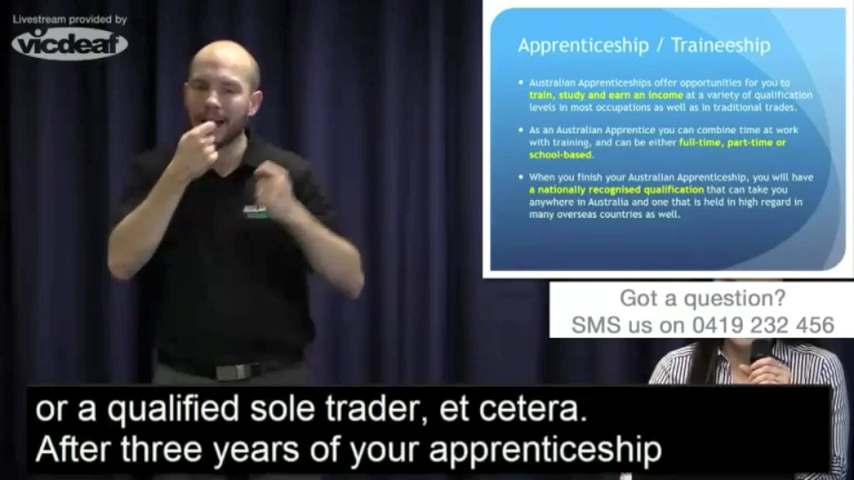 Livestream provided by
vicdeaf
Apprenticeship / Traineeship
• Australian Apprenticeships offer opportunities for you to
train, study and earn an income at a variety of qualification
levels in most occupations as well as in traditional trades.
• As an Australian Apprentice you can combine time at work
with training, and can be either full-time, part-time or
school-based.
• When you finish your Australian Apprenticeship, you will have
a nationally recognised qualification that can take you
anywhere in Australia and one that is held in high regard in
many overseas countries as well.
Got a question?
SMS us on 0419 232 456
or a qualified sole trader, et cetera.
After three years of your apprenticeship